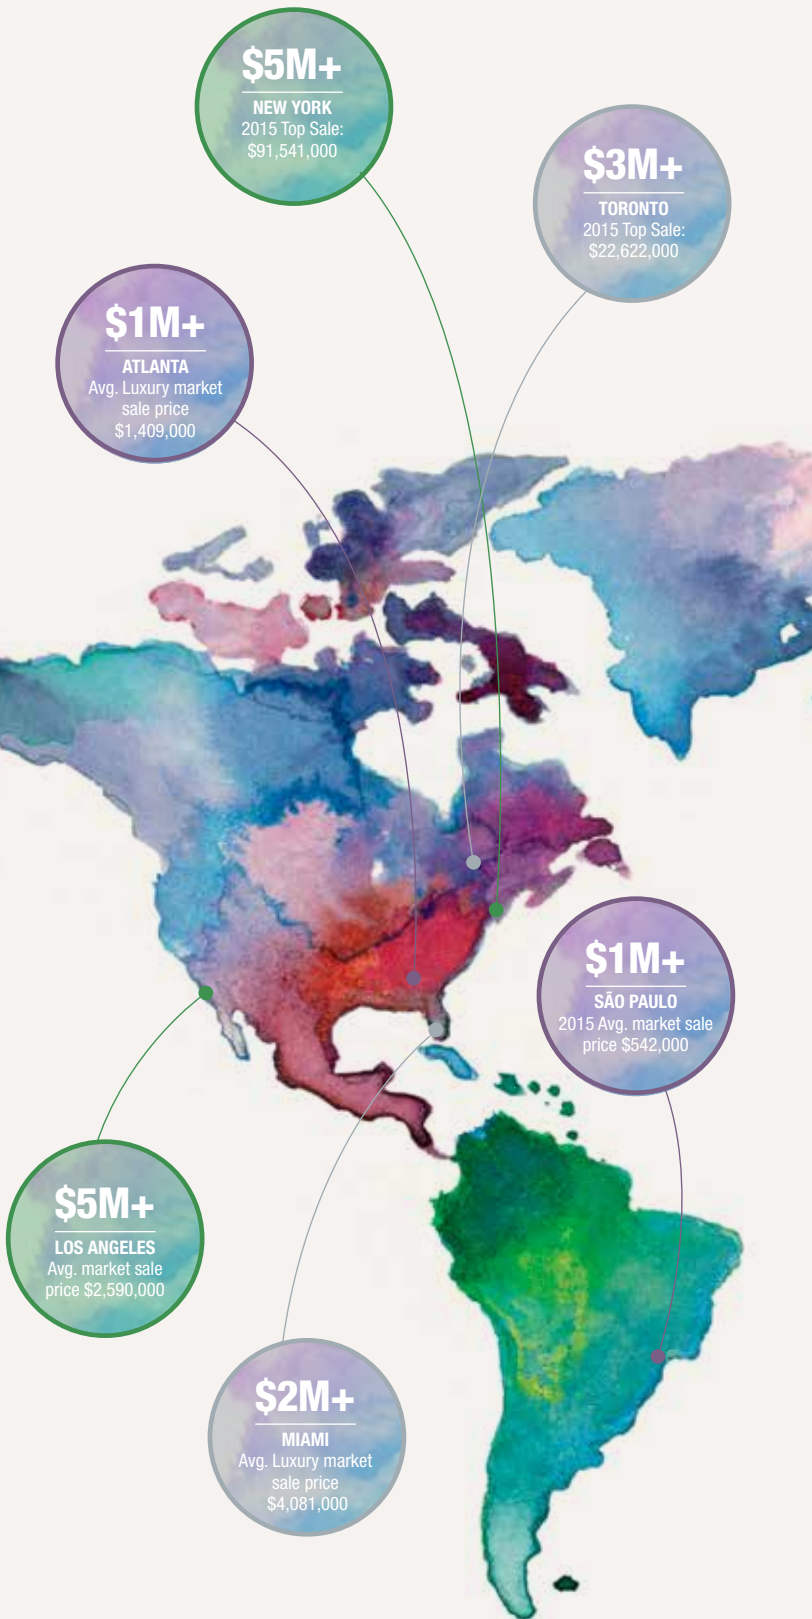 $5M+
NEW YORK
2015 Top Sale:
$91,541,000
$3M+
TORONTO
2015 Top Sale:
$22,622,000
$1M+
ATLANTA
Avg. Luxury market
sale price
$1,409,000
$1M+
SÃO PAULO
2015 Avg. market sale
price $542,000
$5M+
LOS ANGELES
Avg. market sale
price $2,590,000
$2M+
MIAMI
Avg. Luxury market
sale price
$4,081,000